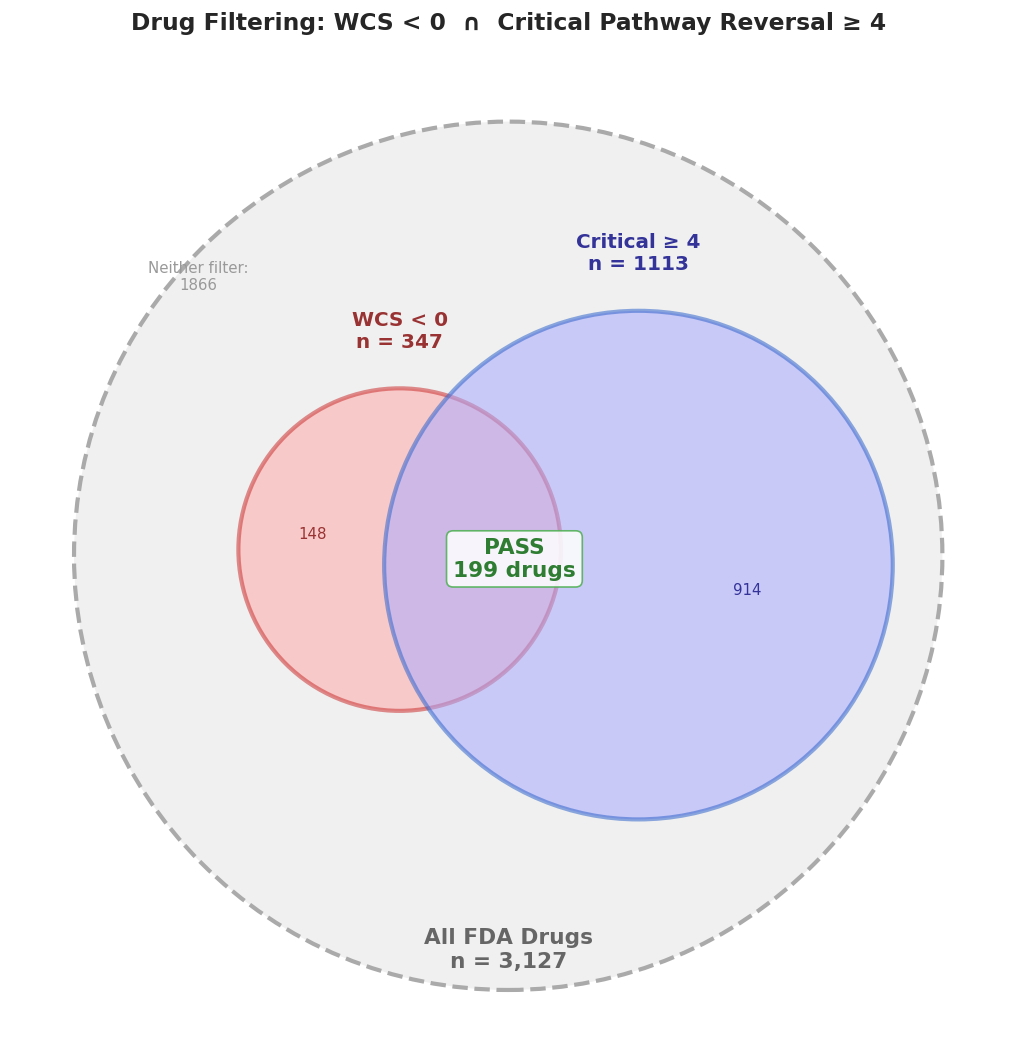 Drug Filtering: WCS < 0 ∩ Critical Pathway Reversal ≥ 4
Critical ≥ 4
n = 1113
Neither filter:
1866
WCS < 0
n = 347
148
PASS
199 drugs
914
All FDA Drugs
n = 3,127